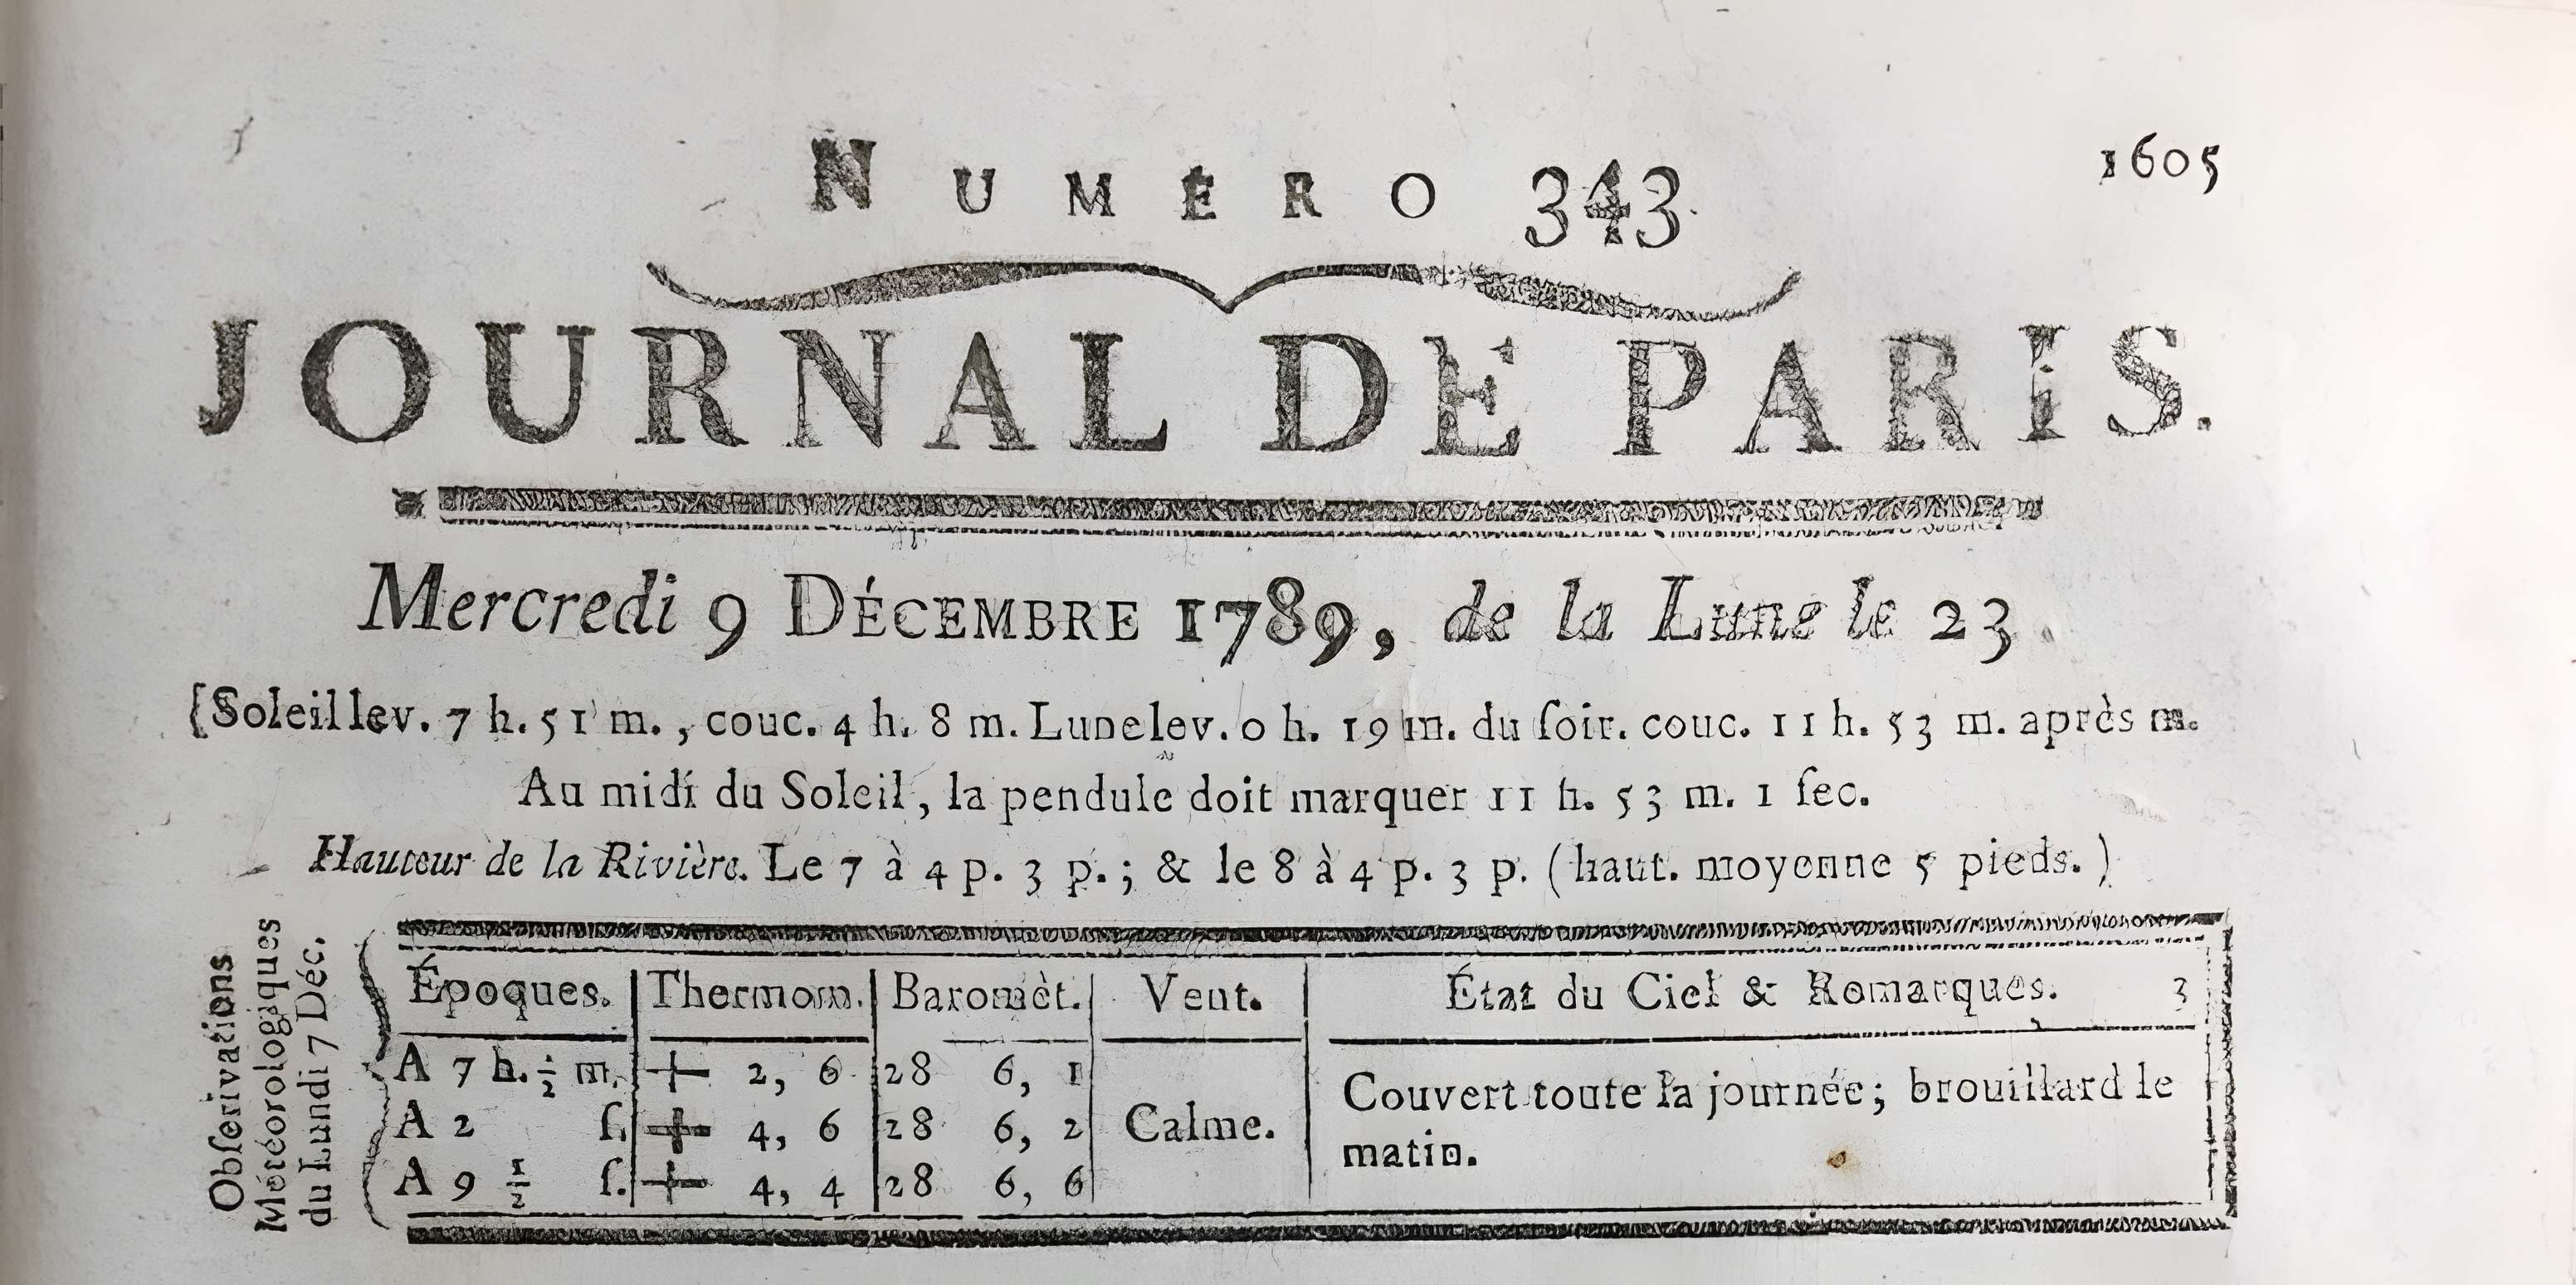 NUMÉRO 343.
1605
JOURNAL DE PARIS.
Mercredi 9 DÉCEMBRE 1789, de la Lune le 23
{Soleil lev. 7 h. 51 m., couc. 4 h. 8 m. Lune lev. 0 h. 19 m. du ſoir. couc. 11 h. 53 m. après m.
Au midi du Soleil, la pendule doit marquer 11 h. 53 m. 1 ſec.
Hauteur de la Rivière. Le 7 à 4 p. 3 p.; & le 8 à 4 p. 3 p. (haut. moyenne 5 pieds.)
Obſervations
Météorologiques
du Lundi 7 Déc.
Époques. Thermom. Baromèt. Vent. État du Ciel & Remarques.
A 7 h. ½ m. + 2, 6 28 6, 1
A 2 ſ. + 4, 6 28 6, 2
A 9 ½ ſ. + 4, 4 28 6, 6
Calme.
Couvert toute la journée; brouillard le
matin.